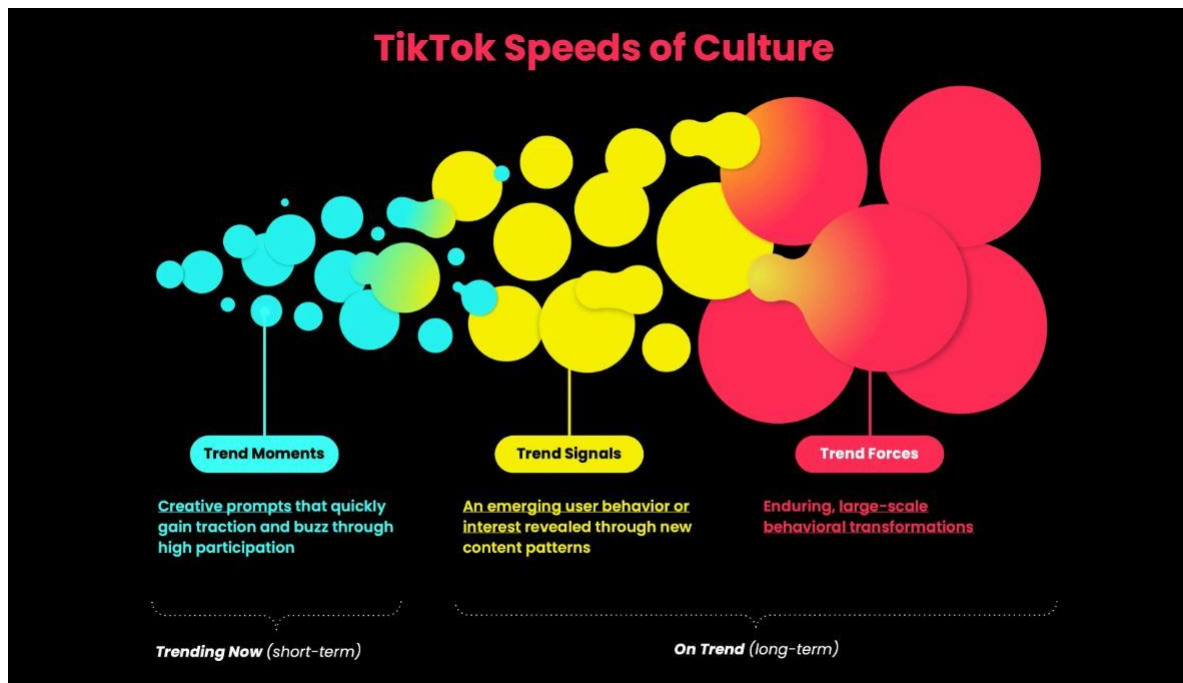 TikTok Speeds of Culture
Trend Moments
Creative prompts that quickly
gain traction and buzz through
high participation
Trend Signals
An emerging user behavior or
interest revealed through new
content patterns
Trend Forces
Enduring, large-scale
behavioral transformations
Trending Now (short-term)
On Trend (long-term)